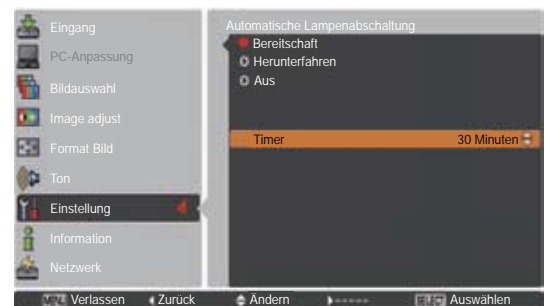 Eingang
PC-Anpassung
Bildauswahl
Image adjust
Format Bild
Ton
Einstellung
Information
Netzwerk
Automatische Lampenabschaltung
Bereitschaft
Herunterfahren
Aus
Timer 30 Minuten
MENU Verlassen Zurück Ändern ----- Auswählen